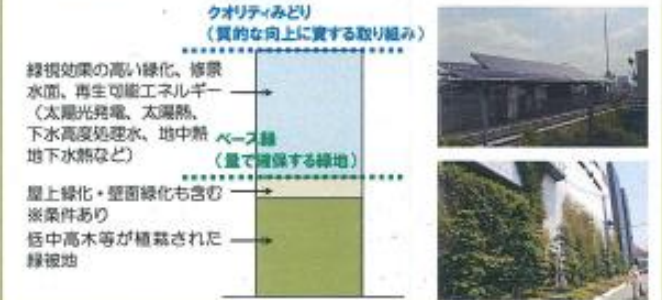 クオリティみどり
（質的な向上に資する取り組み）
緑視効果の高い緑化、修景
水面、再生可能エネルギー
（太陽光発電、太陽熱、
下水高度処理水、地中熱
地下水熱など）
ベース緑
（量で確保する緑地）
屋上緑化・壁面緑化も含む
※条件あり
低中高木等が植栽された
緑被地